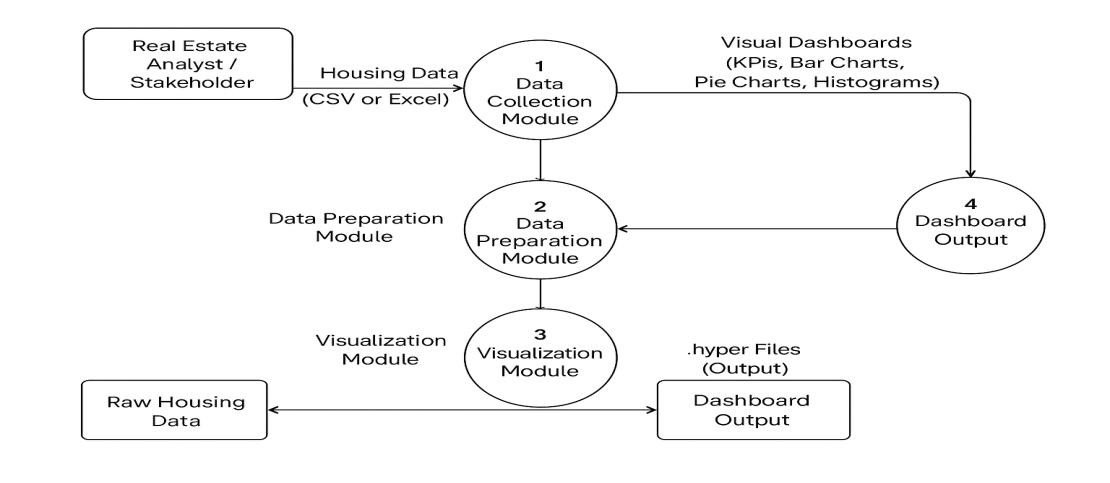 Real Estate
Analyst /
Stakeholder
Housing Data
(CSV or Excel)
1
Data
Collection
Module
Visual Dashboards
(KPis, Bar Charts,
Pie Charts, Histograms)
Data Preparation
Module
2
Data
Preparation
Module
4
Dashboard
Output
Visualization
Module
3
Visualization
Module
.hyper Files
(Output)
Raw Housing
Data
Dashboard
Output